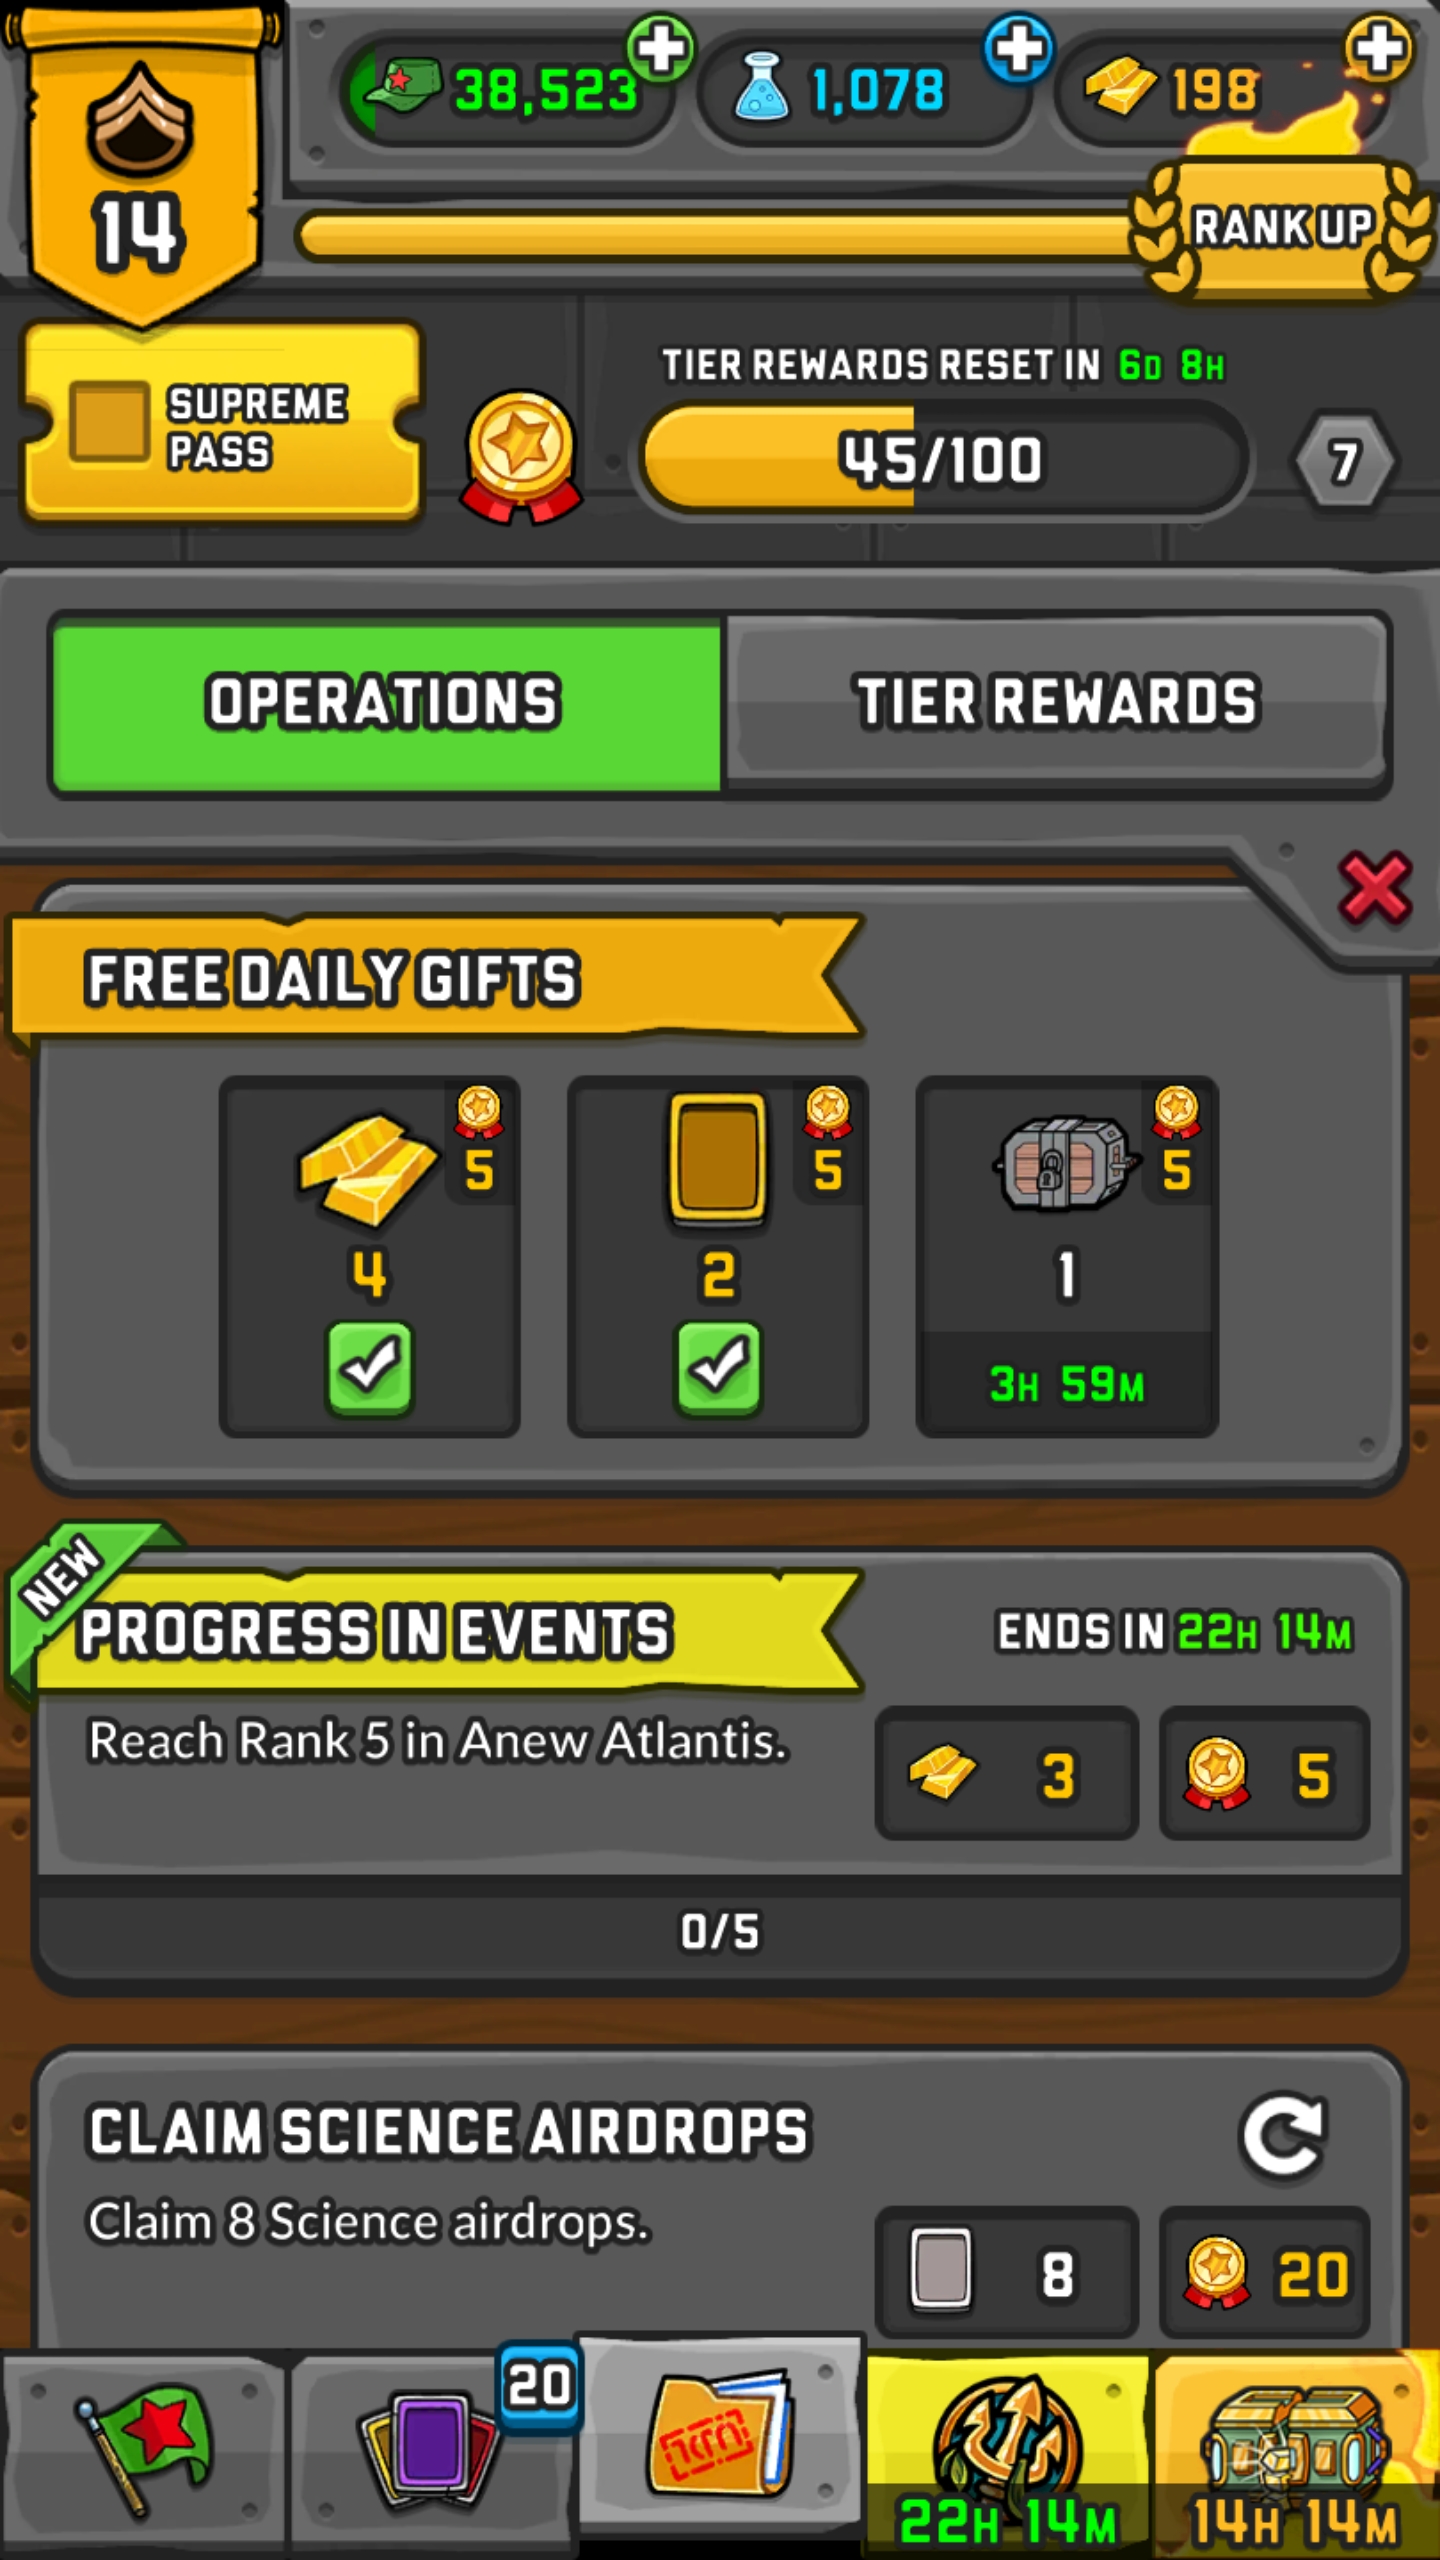 38,523
1,078
198
14
RANK UP
SUPREME
PASS
TIER REWARDS RESET IN 6D 8H
45/100
7
OPERATIONS
TIER REWARDS
FREE DAILY GIFTS
5
5
5
4
2
1
3H 59M
NEW
PROGRESS IN EVENTS
ENDS IN 22H 14M
Reach Rank 5 in Anew Atlantis.
3
5
0/5
CLAIM SCIENCE AIRDROPS
Claim 8 Science airdrops.
8
20
20
22H 14M
14H 14M